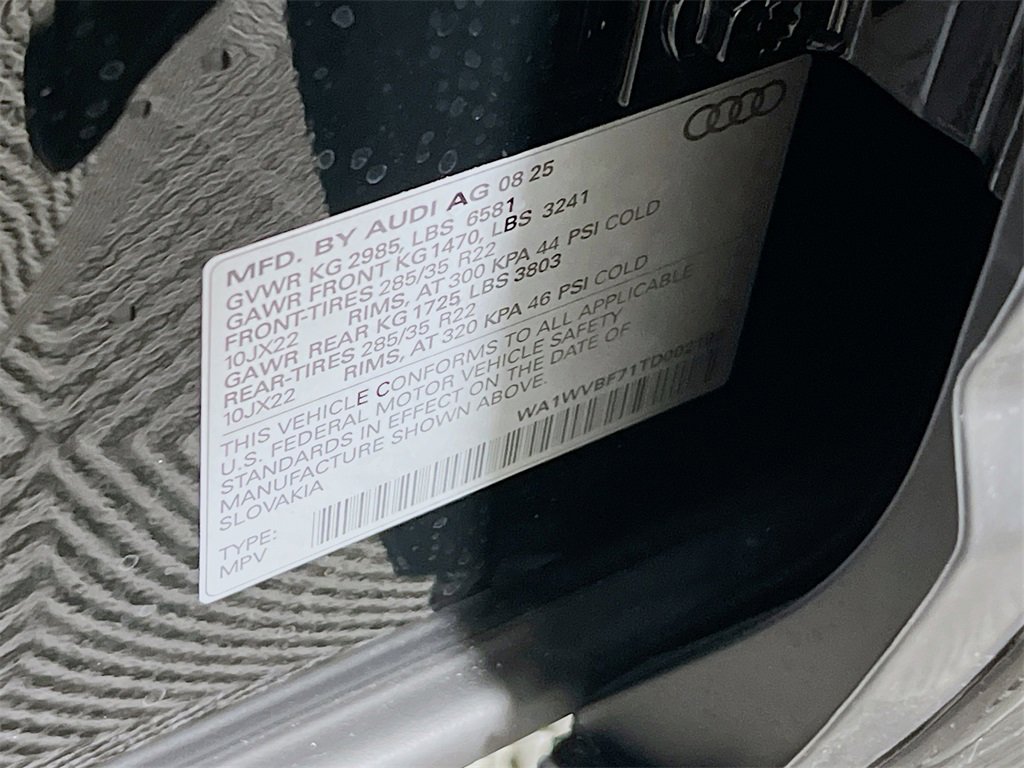 MFD. BY AUDI AG 08 25
GVWR KG 2985, LBS 6581
GAWR FRONT KG 1470, LBS 3241
FRONT-TIRES 285/35 R22
10JX22 RIMS, AT 300 KPA 44 PSI COLD
GAWR REAR KG 1725 LBS 3803
REAR-TIRES 285/35 R22
10JX22 RIMS, AT 320 KPA 46 PSI COLD
THIS VEHICLE CONFORMS TO ALL APPLICABLE
U.S. FEDERAL MOTOR VEHICLE SAFETY
STANDARDS IN EFFECT ON THE DATE OF
MANUFACTURE SHOWN ABOVE.
SLOVAKIA
TYPE:
MPV